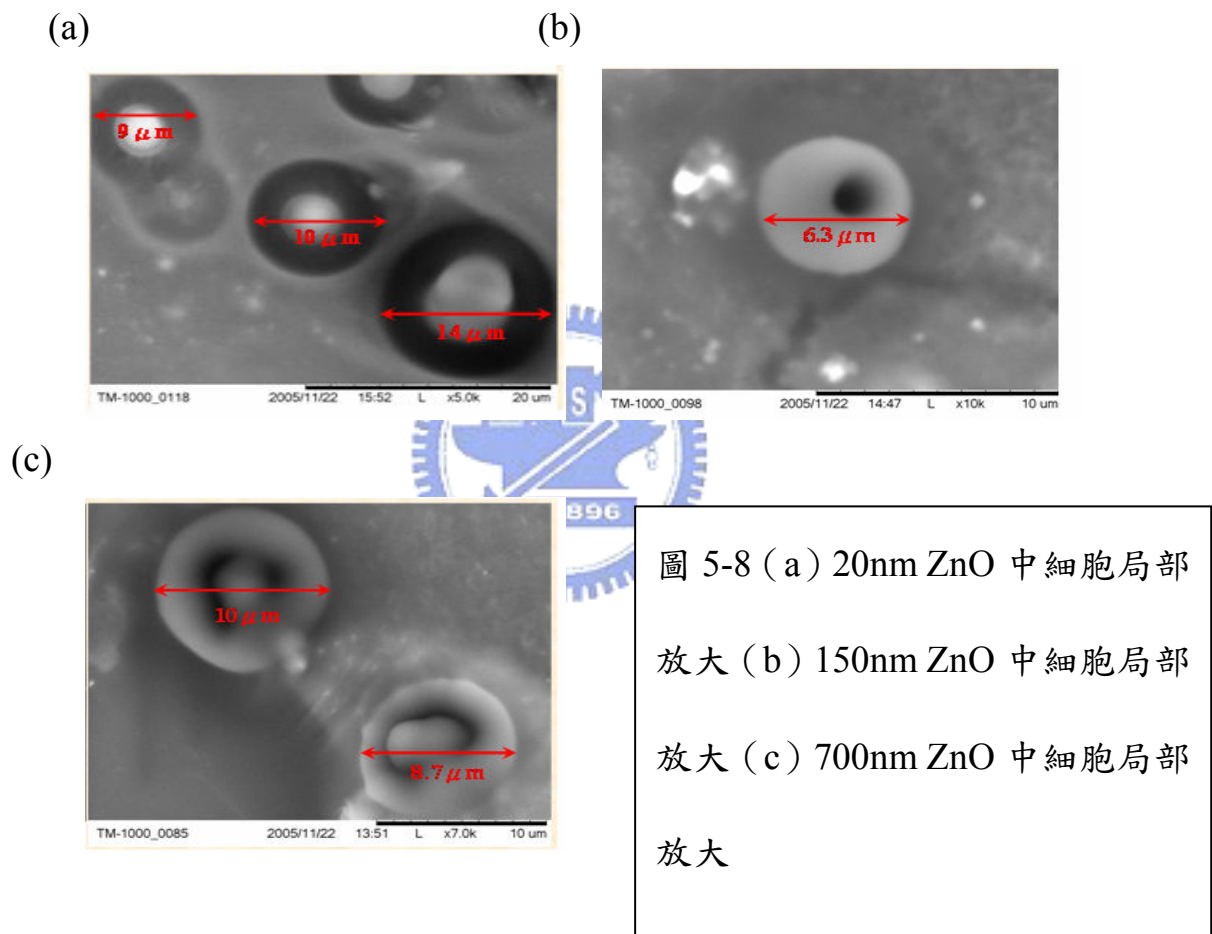 (a)
(b)
9 μm
10 μm
14 μm
TM-1000_0118 2005/11/22 15:52 L x5.0k 20 um
6.3 μm
TM-1000_0098 2005/11/22 14:47 L x10k 10 um
S
(c)
896
10 μm
8.7 μm
TM-1000_0085 2005/11/22 13:51 L x7.0k 10 um
圖 5-8（a）20nm ZnO 中細胞局部
放大（b）150nm ZnO 中細胞局部
放大（c）700nm ZnO 中細胞局部
放大